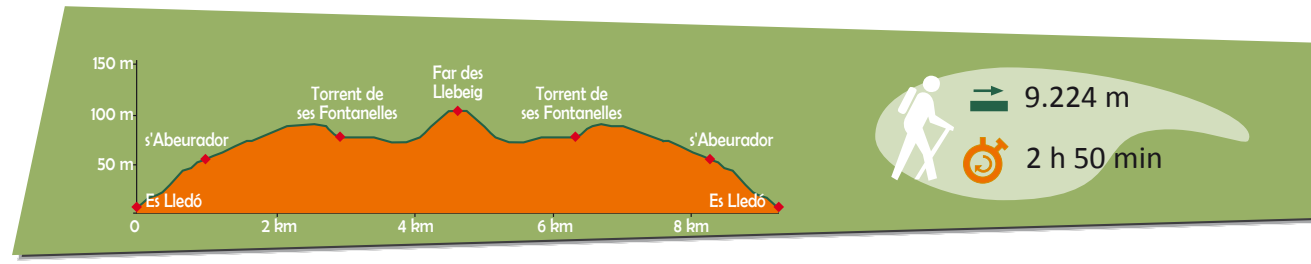 150 m
100 m
50 m
0
2 km
4 km
6 km
8 km
Es Lledó
s'Abeurador
Torrent de
ses Fontanelles
Far des
Llebeig
Torrent de
ses Fontanelles
s'Abeurador
Es Lledó
9.224 m
2 h 50 min